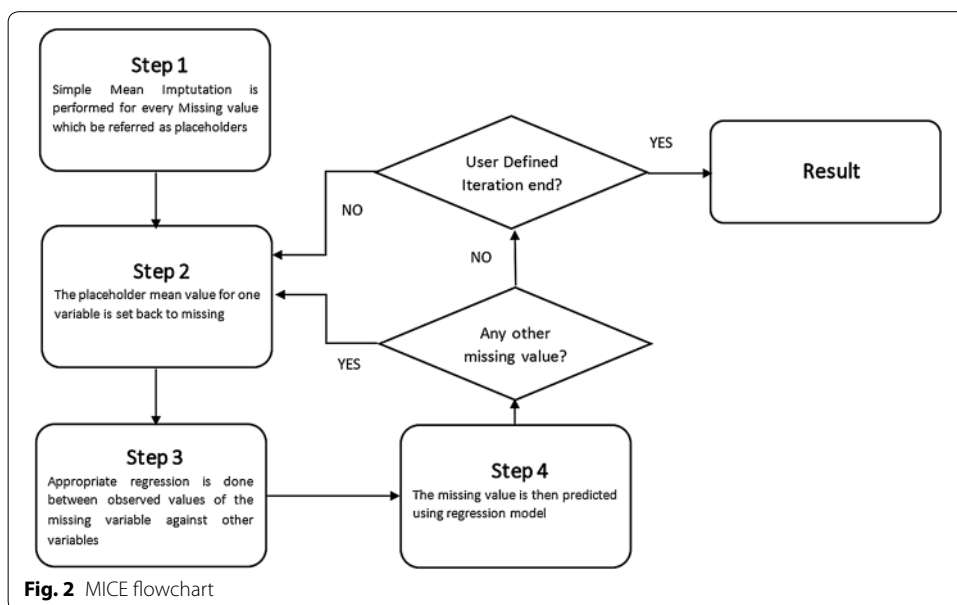 Step 1
Simple Mean Imptutation is
performed for every Missing value
which be referred as placeholders
User Defined
Iteration end?
YES
Result
NO
Step 2
The placeholder mean value for one
variable is set back to missing
NO
Any other
missing value?
YES
Step 3
Appropriate regression is done
between observed values of the
missing variable against other
variables
Step 4
The missing value is then predicted
using regression model
Fig. 2 MICE flowchart